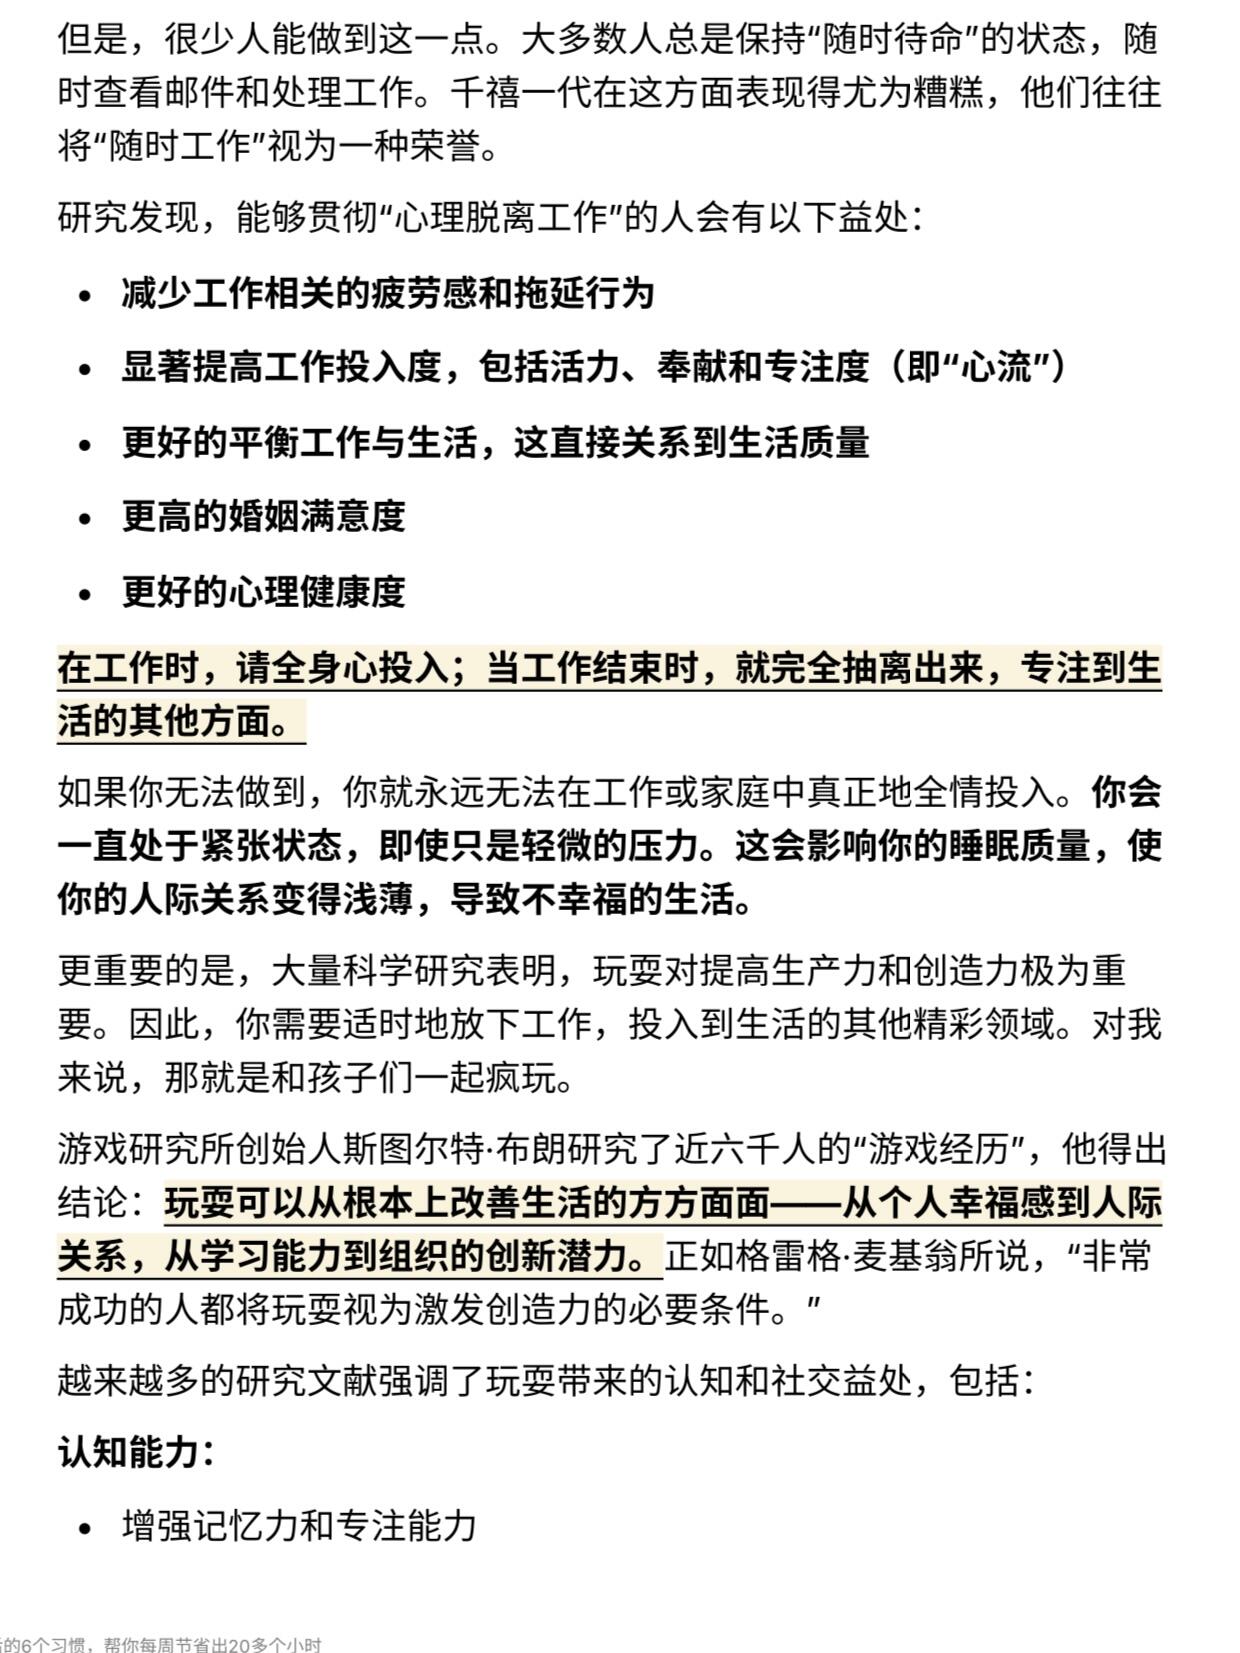 但是，很少人能做到这一点。大多数人总是保持“随时待命”的状态，随
时查看邮件和处理工作。千禧一代在这方面表现得尤为糟糕，他们往往
将“随时工作”视为一种荣誉。
研究发现，能够贯彻“心理脱离工作”的人会有以下益处：
• 减少工作相关的疲劳感和拖延行为
• 显著提高工作投入度，包括活力、奉献和专注度（即“心流”）
• 更好的平衡工作与生活，这直接关系到生活质量
• 更高的婚姻满意度
• 更好的心理健康度
在工作时，请全身心投入；当工作结束时，就完全抽离出来，专注到生
活的其他方面。
如果你无法做到，你就永远无法在工作或家庭中真正地全情投入。你会
一直处于紧张状态，即使只是轻微的压力。这会影响你的睡眠质量，使
你的人际关系变得浅薄，导致不幸福的生活。
更重要的是，大量科学研究表明，玩耍对提高生产力和创造力极为重
要。因此，你需要适时地放下工作，投入到生活的其他精彩领域。对我
来说，那就是和孩子们一起疯玩。
游戏研究所创始人斯图尔特·布朗研究了近六千人的“游戏经历”，他得出
结论：玩耍可以从根本上改善生活的方方面面——从个人幸福感到人际
关系，从学习能力到组织的创新潜力。正如格雷格·麦基翁所说，“非常
成功的人都将玩耍视为激发创造力的必要条件。”
越来越多的研究文献强调了玩耍带来的认知和社交益处，包括：
认知能力：
• 增强记忆力和专注能力
的6个习惯，帮你每周节省出20多个小时